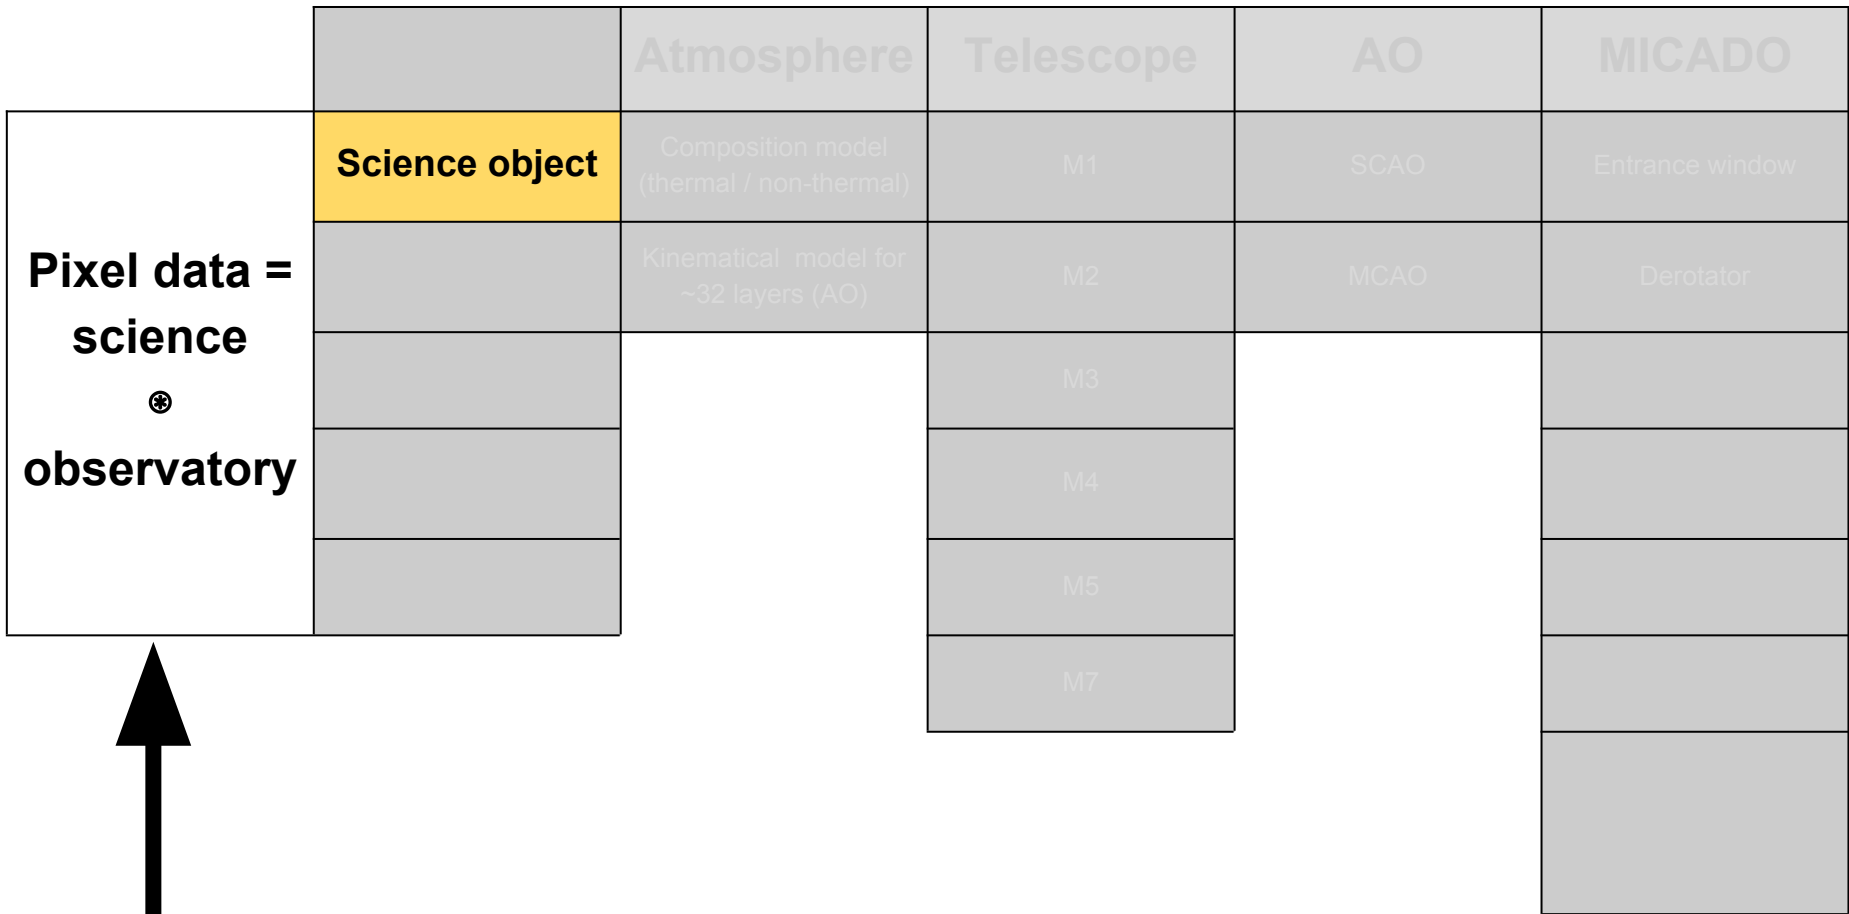 Atmosphere Telescope AO MICADO
Science object
Composition model
(thermal / non-thermal)
M1
SCAO
Entrance window
Pixel data =
science
⊛
observatory
Kinematical model for
~32 layers (AO)
M2
MCAO
Derotator
M3
M4
M5
M7